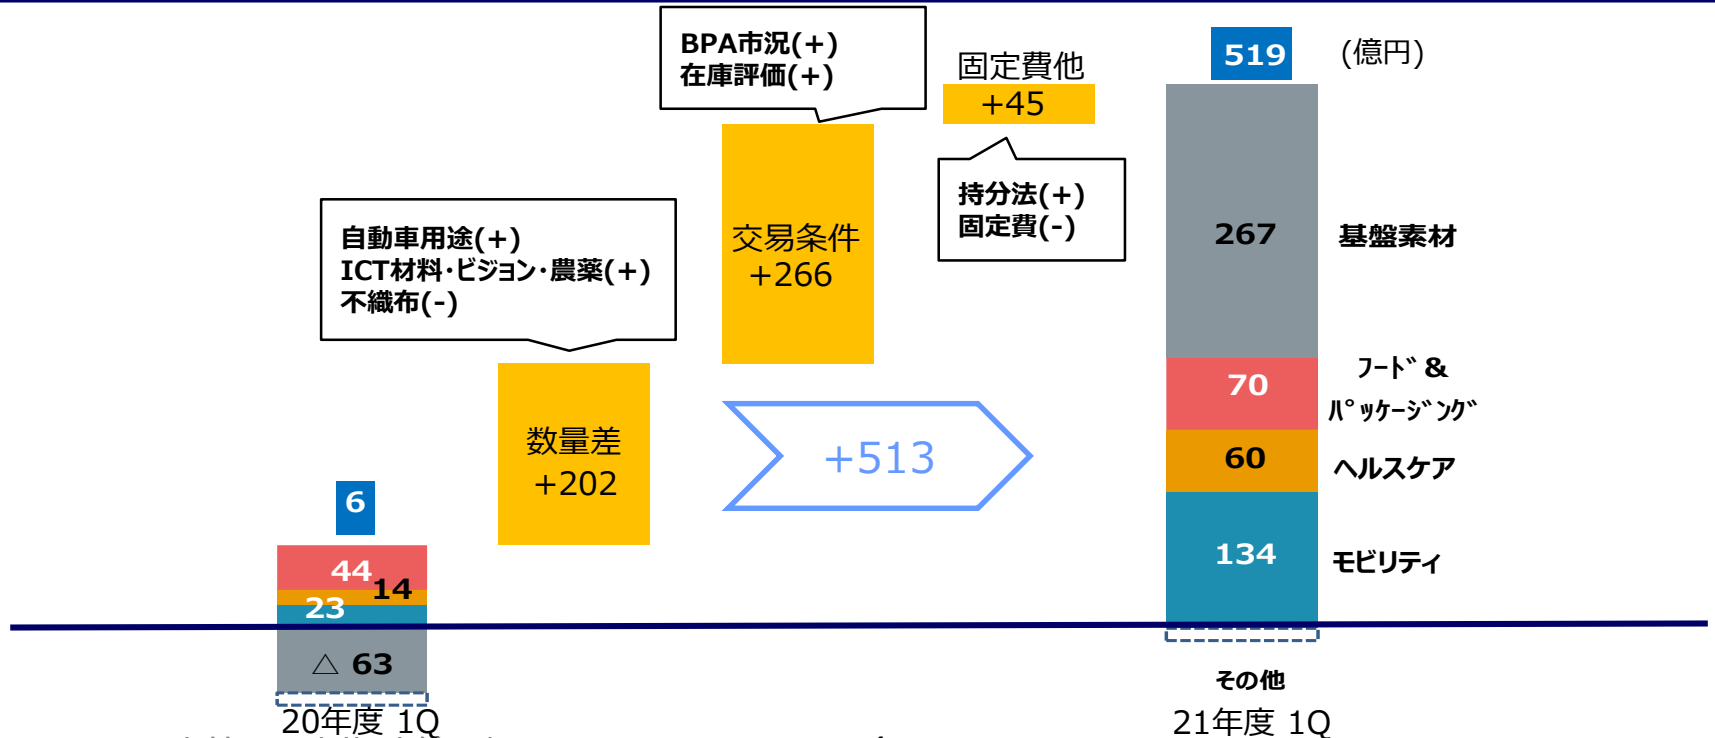 BPA市況(+)
在庫評価(+)
固定費他
+45
519
(億円)
持分法(+)
固定費(-)
自動車用途(+)
ICT材料・ビジョン・農薬(+)
不織布(-)
交易条件
+266
267
基盤素材
数量差
+202
+513
70
ﾌｰﾄﾞ&
ﾊﾟｯｹｰｼﾞﾝｸﾞ
60
ヘルスケア
6
134
モビリティ
44
14
23
△ 63
その他
20年度 1Q
21年度 1Q